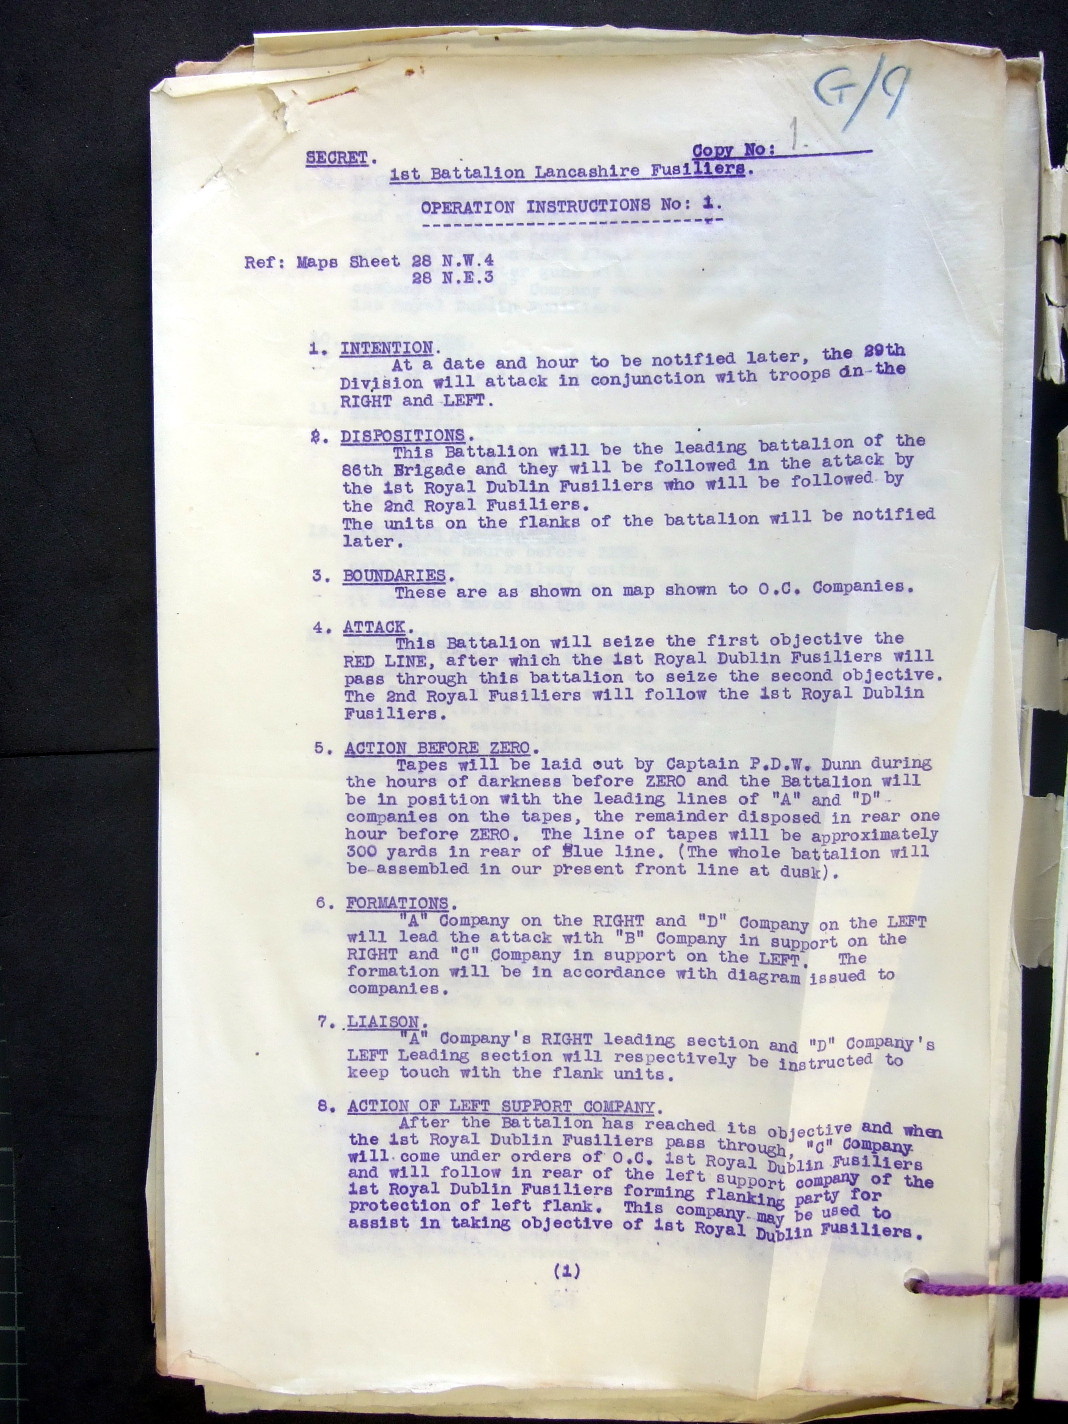 G/9
SECRET.
Copy No: 1.
1st Battalion Lancashire Fusiliers.
OPERATION INSTRUCTIONS No: 1.
Ref: Maps Sheet 28 N.W.4
28 N.E.3
1. INTENTION.
At a date and hour to be notified later, the 29th
Division will attack in conjunction with troops on the
RIGHT and LEFT.
2. DISPOSITIONS.
This Battalion will be the leading battalion of the
86th Brigade and they will be followed in the attack by
the 1st Royal Dublin Fusiliers who will be followed by
the 2nd Royal Fusiliers.
The units on the flanks of the battalion will be notified
later.
3. BOUNDARIES.
These are as shown on map shown to O.C. Companies.
4. ATTACK.
This Battalion will seize the first objective the
RED LINE, after which the 1st Royal Dublin Fusiliers will
pass through this battalion to seize the second objective.
The 2nd Royal Fusiliers will follow the 1st Royal Dublin
Fusiliers.
5. ACTION BEFORE ZERO.
Tapes will be laid out by Captain P.D.W. Dunn during
the hours of darkness before ZERO and the Battalion will
be in position with the leading lines of "A" and "D"
companies on the tapes, the remainder disposed in rear one
hour before ZERO. The line of tapes will be approximately
300 yards in rear of Blue line. (The whole battalion will
be assembled in our present front line at dusk).
6. FORMATIONS.
"A" Company on the RIGHT and "D" Company on the LEFT
will lead the attack with "B" Company in support on the
RIGHT and "C" Company in support on the LEFT. The
formation will be in accordance with diagram issued to
companies.
7. LIAISON.
"A" Company's RIGHT leading section and "D" Company's
LEFT Leading section will respectively be instructed to
keep touch with the flank units.
8. ACTION OF LEFT SUPPORT COMPANY.
After the Battalion has reached its objective and when
the 1st Royal Dublin Fusiliers pass through, "C" Company
will come under orders of O.C. 1st Royal Dublin Fusiliers
and will follow in rear of the left support company of the
1st Royal Dublin Fusiliers forming flanking party for
protection of left flank. This company may be used to
assist in taking objective of 1st Royal Dublin Fusiliers.
(1)